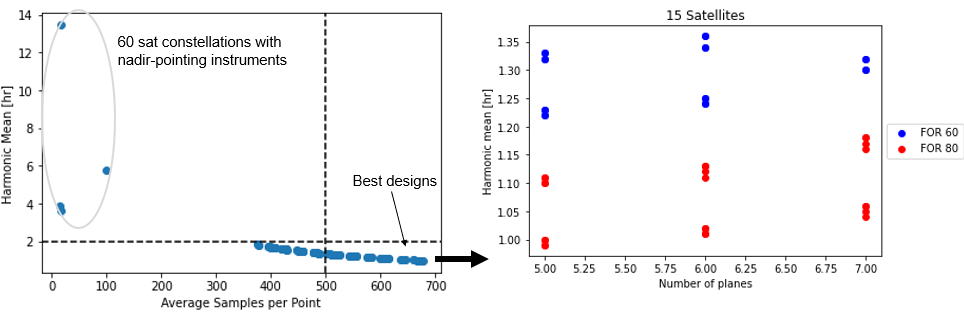 14
12
10
8
6
4
2
Harmonic Mean [hr]
60 sat constellations with
nadir-pointing instruments
Best designs
0 100 200 300 400 500 600 700
Average Samples per Point
15 Satellites
1.35
1.30
1.25
1.20
1.15
1.10
1.05
1.00
Harmonic mean [hr]
5.00 5.25 5.50 5.75 6.00 6.25 6.50 6.75 7.00
Number of planes
FOR 60
FOR 80